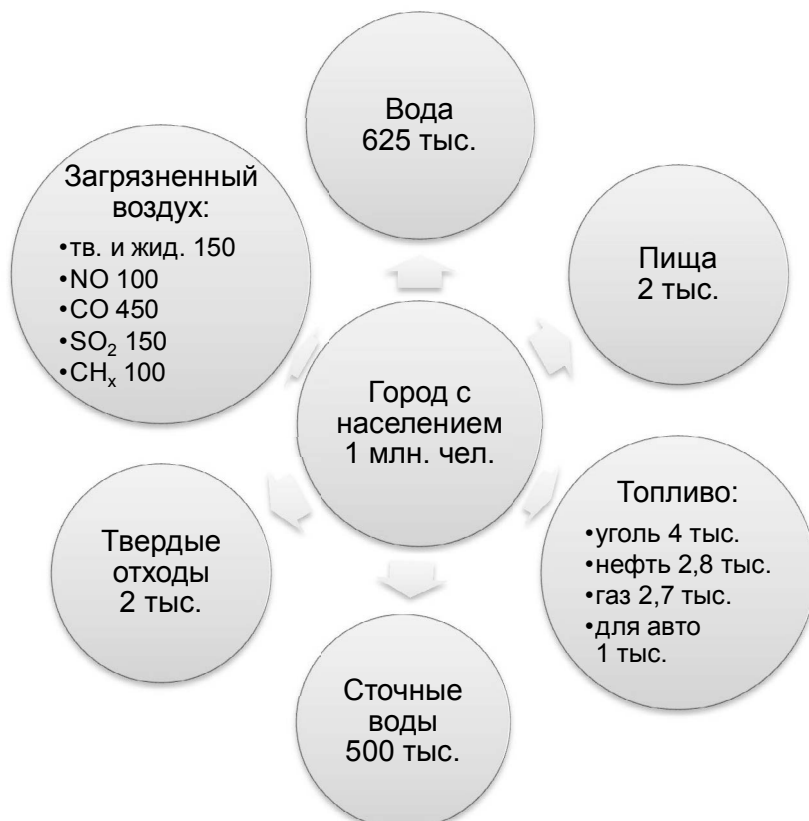 Вода
625 тыс.
Загрязненный
воздух:
•тв. и жид. 150
•NO 100
•CO 450
•SO₂ 150
•CHₓ 100
Пища
2 тыс.
Город с
населением
1 млн. чел.
Топливо:
•уголь 4 тыс.
•нефть 2,8 тыс.
•газ 2,7 тыс.
•для авто
1 тыс.
Твердые
отходы
2 тыс.
Сточные
воды
500 тыс.